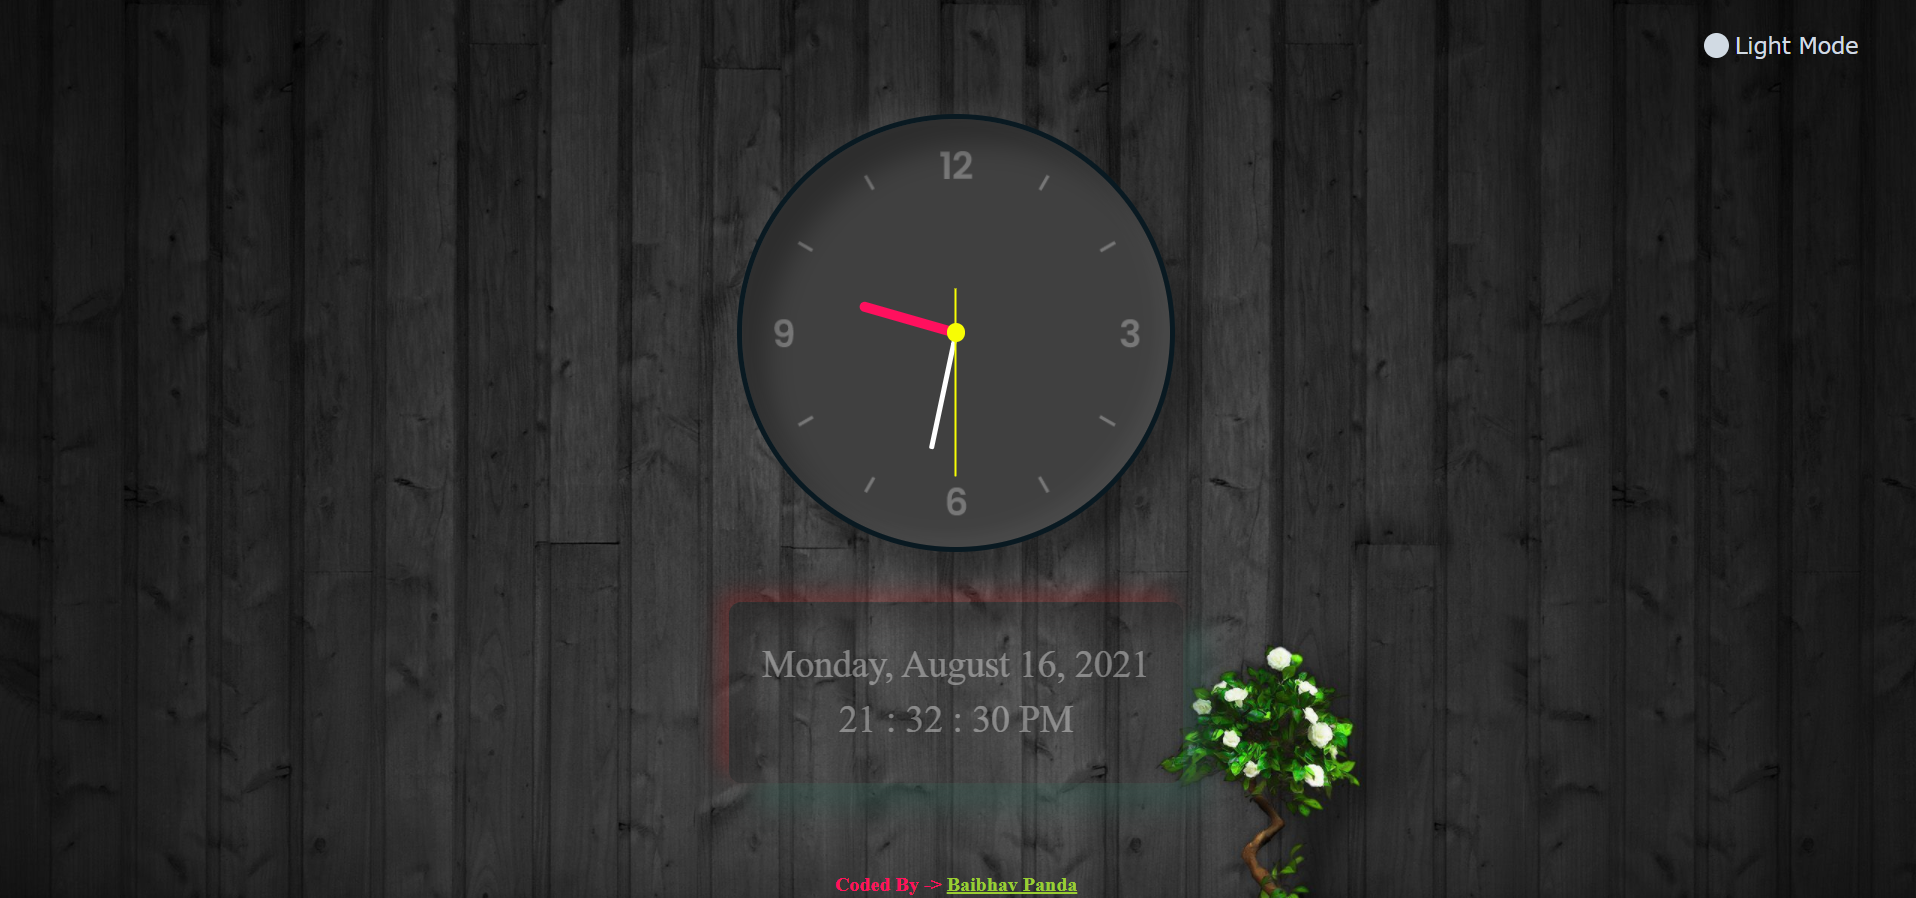 Light Mode
12
9
3
6
Monday, August 16, 2021
21 : 32 : 30 PM
Coded By -> Baibhav Panda